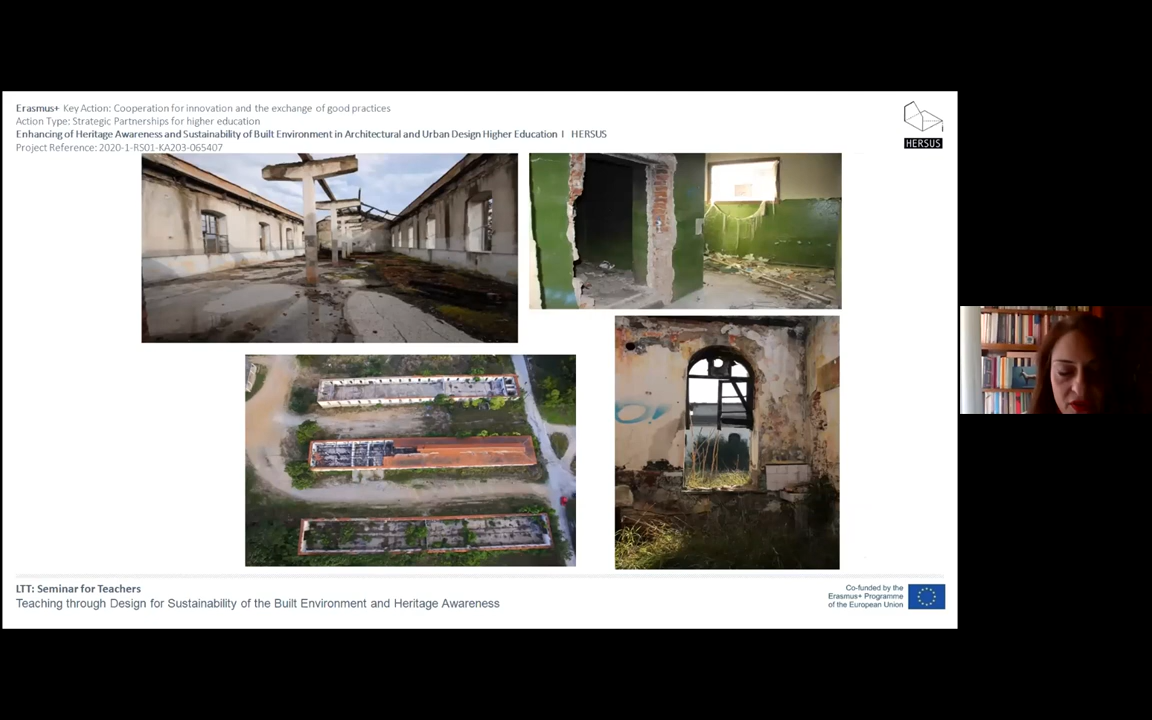 Erasmus+ Key Action: Cooperation for innovation and the exchange of good practices
Action Type: Strategic Partnerships for higher education
Enhancing of Heritage Awareness and Sustainability of Built Environment in Architectural and Urban Design Higher Education I HERSUS
Project Reference: 2020-1-RS01-KA203-065407
HERSUS
LTT: Seminar for Teachers
Teaching through Design for Sustainability of the Built Environment and Heritage Awareness
Co-funded by the
Erasmus+ Programme
of the European Union